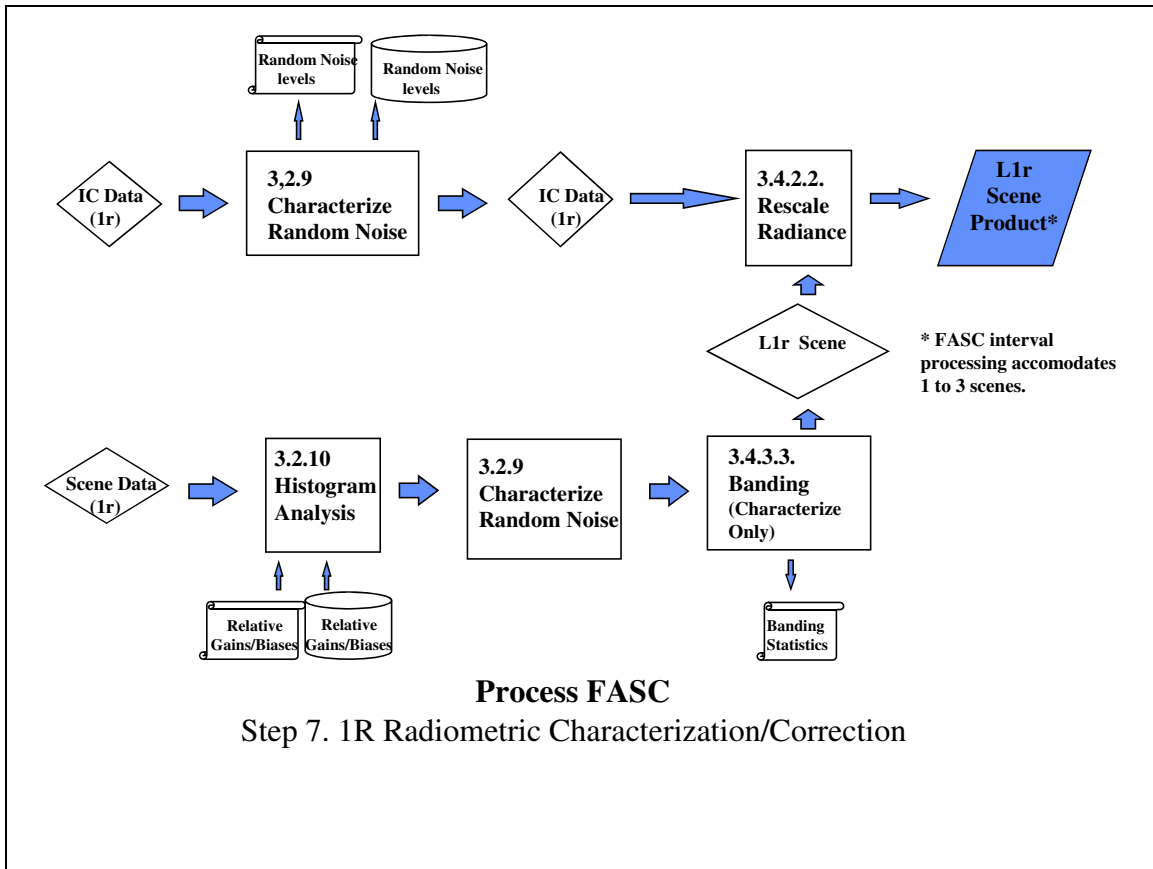 Random Noise
levels
Random Noise
levels
IC Data
(1r)
3,2.9
Characterize
Random Noise
IC Data
(1r)
3.4.2.2.
Rescale
Radiance
L1r
Scene
Product*
L1r Scene
* FASC interval
processing accomodates
1 to 3 scenes.
Scene Data
(1r)
3.2.10
Histogram
Analysis
3.2.9
Characterize
Random Noise
3.4.3.3.
Banding
(Characterize
Only)
Relative
Gains/Biases
Relative
Gains/Biases
Banding
Statistics
Process FASC
Step 7. 1R Radiometric Characterization/Correction